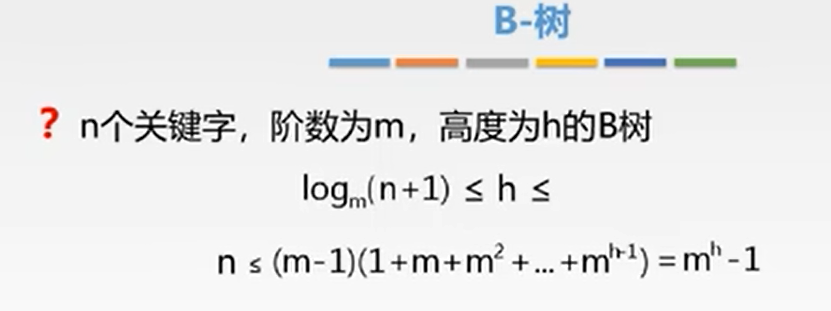 B-树
? n个关键字，阶数为m，高度为h的B树
logₘ(n+1) ≤ h ≤
n ≤ (m-1)(1+m+m²+...+mʰ⁻¹) = mʰ-1